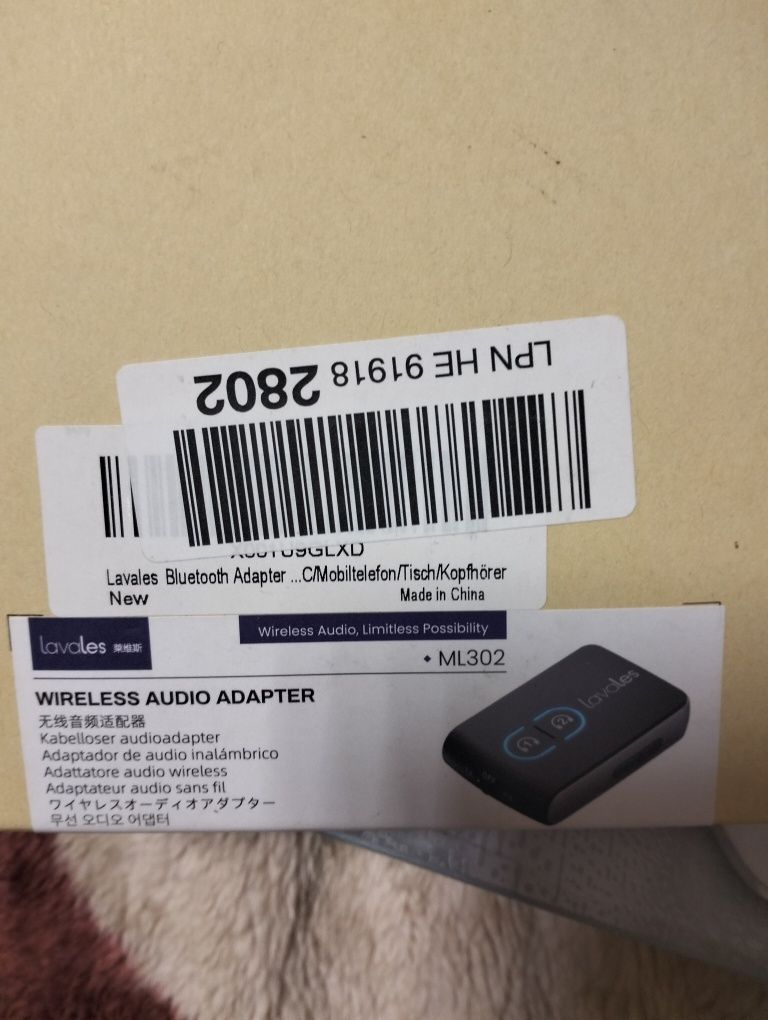 LPN HE 91918 2802
Lavales Bluetooth Adapter ...C/Mobiltelefon/Tisch/Kopfhörer
New
Made in China
lavales 莱维斯
Wireless Audio, Limitless Possibility
• ML302
WIRELESS AUDIO ADAPTER
无线音频适配器
Kabelloser audioadapter
Adaptador de audio inalámbrico
Adattatore audio wireless
Adaptateur audio sans fil
ワイヤレスオーディオアダプター
무선 오디오 어댑터
lavales
1
2
OFF